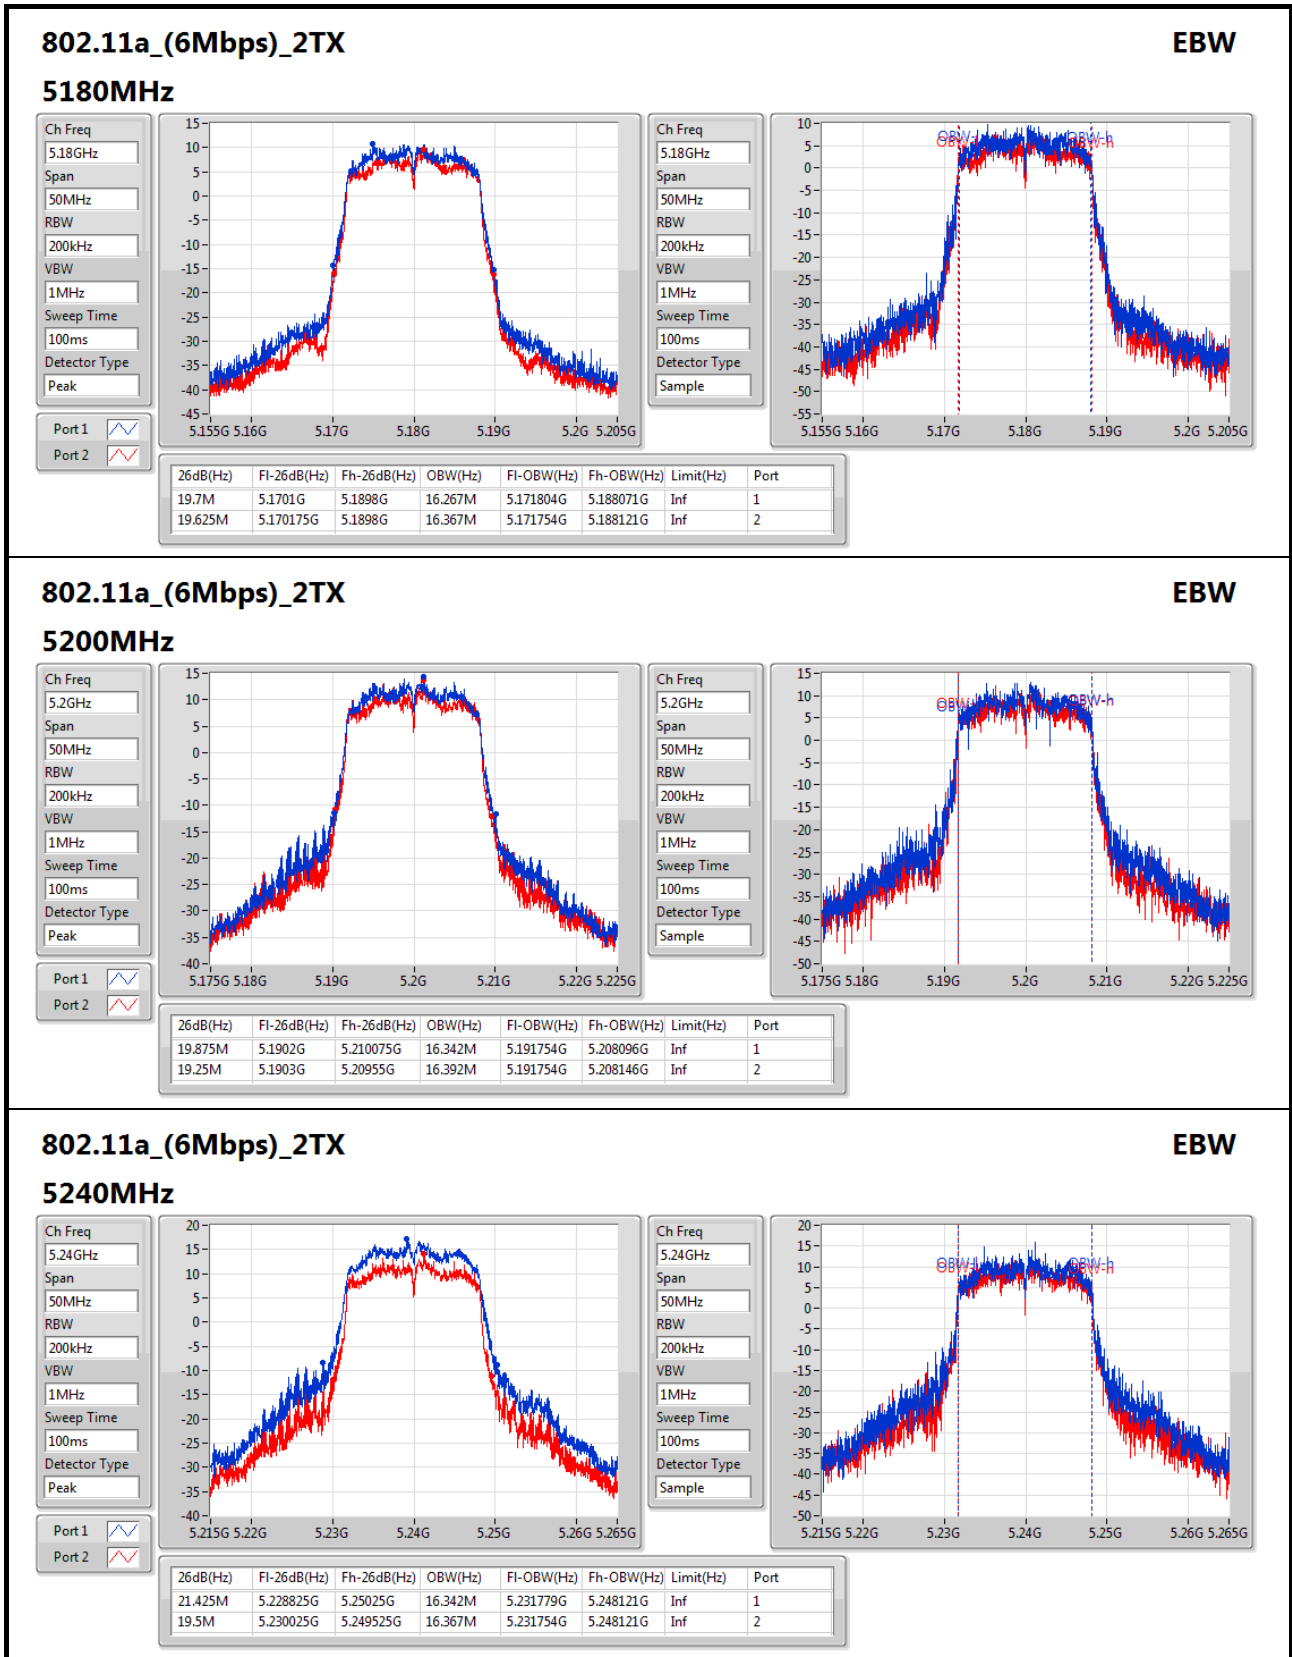 802.11a_(6Mbps)_2TX EBW
5180MHz
Ch Freq
5.18GHz
Span
50MHz
RBW
200kHz
VBW
1MHz
Sweep Time
100ms
Detector Type
Peak
Port 1
Port 2
15
10
5
0
-5
-10
-15
-20
-25
-30
-35
-40
-45
5.155G 5.16G 5.17G 5.18G 5.19G 5.2G 5.205G
Ch Freq
5.18GHz
Span
50MHz
RBW
200kHz
VBW
1MHz
Sweep Time
100ms
Detector Type
Sample
10
5
0
-5
-10
-15
-20
-25
-30
-35
-40
-45
-50
-55
OBW-h
5.155G 5.16G 5.17G 5.18G 5.19G 5.2G 5.205G
26dB(Hz) Fl-26dB(Hz) Fh-26dB(Hz) OBW(Hz) Fl-OBW(Hz) Fh-OBW(Hz) Limit(Hz) Port
19.7M 5.1701G 5.1898G 16.267M 5.171804G 5.188071G Inf 1
19.625M 5.170175G 5.1898G 16.367M 5.171754G 5.188121G Inf 2
802.11a_(6Mbps)_2TX EBW
5200MHz
Ch Freq
5.2GHz
Span
50MHz
RBW
200kHz
VBW
1MHz
Sweep Time
100ms
Detector Type
Peak
Port 1
Port 2
15
10
5
0
-5
-10
-15
-20
-25
-30
-35
-40
5.175G 5.18G 5.19G 5.2G 5.21G 5.22G 5.225G
Ch Freq
5.2GHz
Span
50MHz
RBW
200kHz
VBW
1MHz
Sweep Time
100ms
Detector Type
Sample
15
10
5
0
-5
-10
-15
-20
-25
-30
-35
-40
-45
-50
OBW-h
5.175G 5.18G 5.19G 5.2G 5.21G 5.22G 5.225G
26dB(Hz) Fl-26dB(Hz) Fh-26dB(Hz) OBW(Hz) Fl-OBW(Hz) Fh-OBW(Hz) Limit(Hz) Port
19.875M 5.1902G 5.210075G 16.342M 5.191754G 5.208096G Inf 1
19.25M 5.1903G 5.20955G 16.392M 5.191754G 5.208146G Inf 2
802.11a_(6Mbps)_2TX EBW
5240MHz
Ch Freq
5.24GHz
Span
50MHz
RBW
200kHz
VBW
1MHz
Sweep Time
100ms
Detector Type
Peak
Port 1
Port 2
20
15
10
5
0
-5
-10
-15
-20
-25
-30
-35
-40
5.215G 5.22G 5.23G 5.24G 5.25G 5.26G 5.265G
Ch Freq
5.24GHz
Span
50MHz
RBW
200kHz
VBW
1MHz
Sweep Time
100ms
Detector Type
Sample
20
15
10
5
0
-5
-10
-15
-20
-25
-30
-35
-40
-45
-50
OBW-h
5.215G 5.22G 5.23G 5.24G 5.25G 5.26G 5.265G
26dB(Hz) Fl-26dB(Hz) Fh-26dB(Hz) OBW(Hz) Fl-OBW(Hz) Fh-OBW(Hz) Limit(Hz) Port
21.425M 5.228825G 5.25025G 16.342M 5.231779G 5.248121G Inf 1
19.5M 5.230025G 5.249525G 16.367M 5.231754G 5.248121G Inf 2